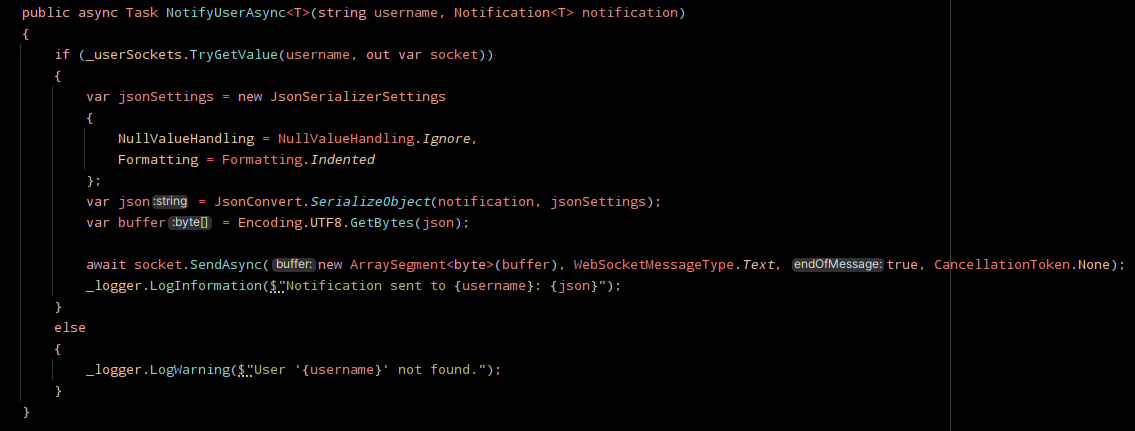 public async Task NotifyUserAsync<T>(string username, Notification<T> notification)
{
    if (_userSockets.TryGetValue(username, out var socket))
    {
        var jsonSettings = new JsonSerializerSettings
        {
            NullValueHandling = NullValueHandling.Ignore,
            Formatting = Formatting.Indented
        };
        var json :string = JsonConvert.SerializeObject(notification, jsonSettings);
        var buffer :byte[] = Encoding.UTF8.GetBytes(json);

        await socket.SendAsync( buffer: new ArraySegment<byte>(buffer), WebSocketMessageType.Text, endOfMessage: true, CancellationToken.None);
        _logger.LogInformation($"Notification sent to {username}: {json}");
    }
    else
    {
        _logger.LogWarning($"User '{username}' not found.");
    }
}